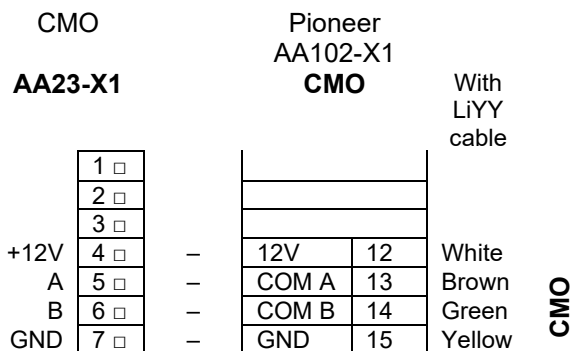 CMO Pioneer
AA102-X1
AA23-X1 CMO With
LiYY
cable
1 □
2 □
3 □
+12V 4 □ – 12V 12 White
A 5 □ – COM A 13 Brown
B 6 □ – COM B 14 Green
GND 7 □ – GND 15 Yellow
CMO